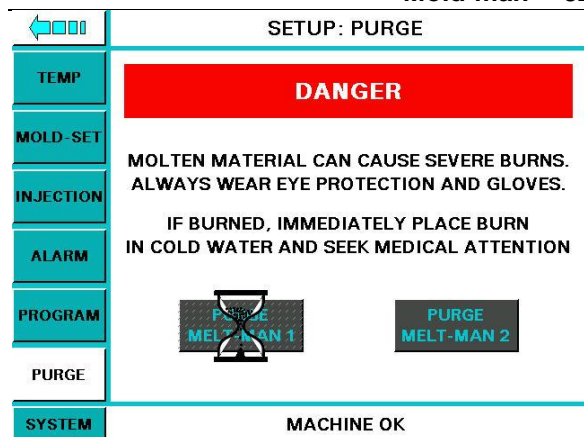 SETUP: PURGE
TEMP
MOLD-SET
INJECTION
ALARM
PROGRAM
PURGE
SYSTEM
DANGER
MOLTEN MATERIAL CAN CAUSE SEVERE BURNS.
ALWAYS WEAR EYE PROTECTION AND GLOVES.
IF BURNED, IMMEDIATELY PLACE BURN
IN COLD WATER AND SEEK MEDICAL ATTENTION
PURGE
MELT-MAN 1
PURGE
MELT-MAN 2
MACHINE OK